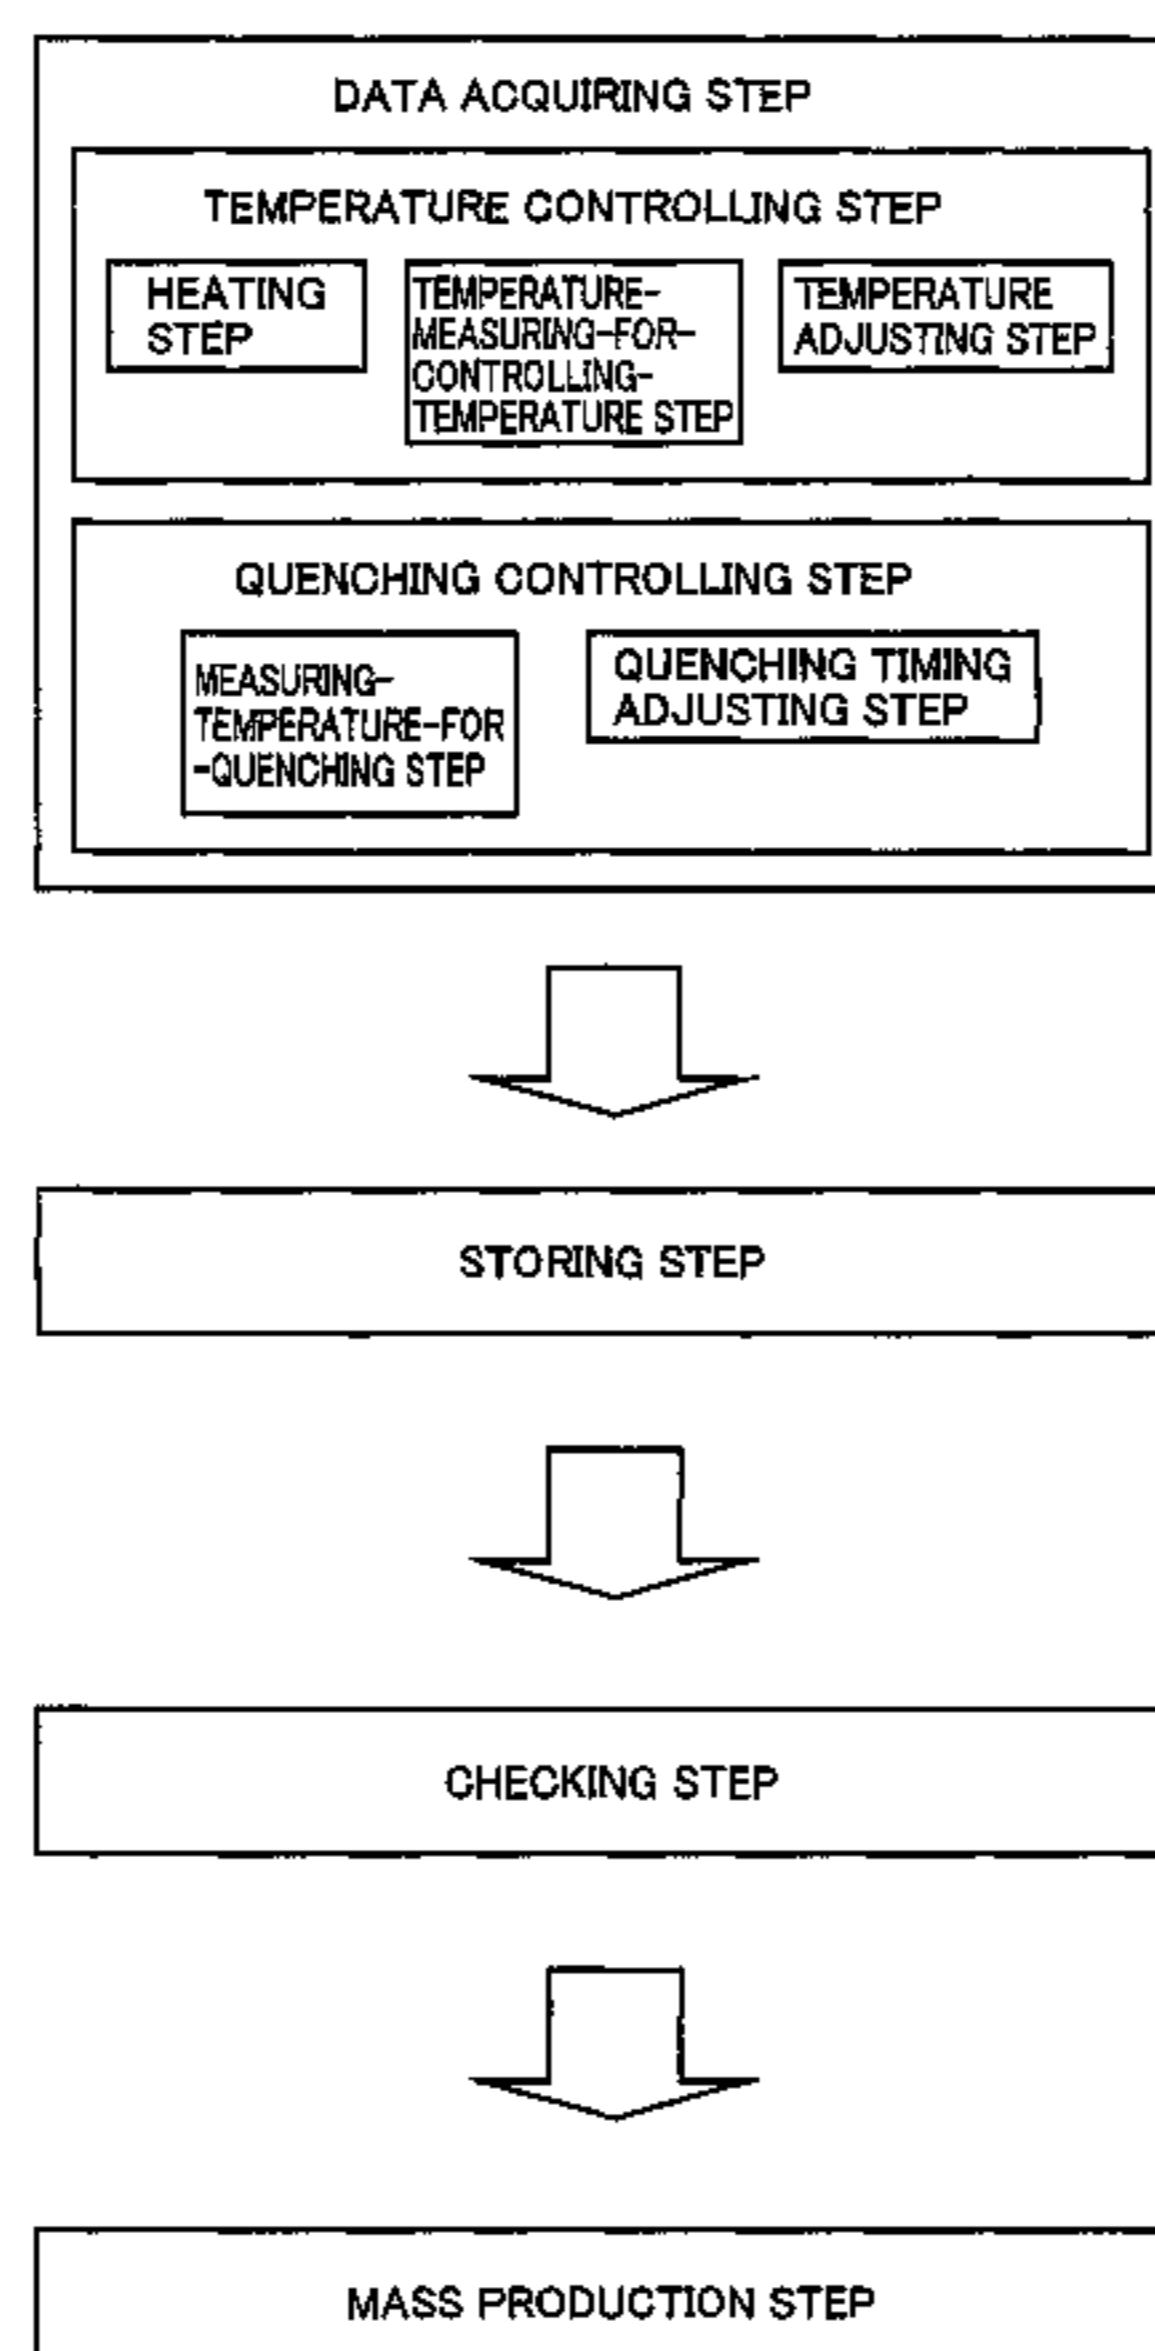 DATA ACQUIRING STEP
TEMPERATURE CONTROLLING STEP
HEATING
STEP
TEMPERATURE-
MEASURING-FOR-
CONTROLLING-
TEMPERATURE STEP
TEMPERATURE
ADJUSTING STEP
QUENCHING CONTROLLING STEP
MEASURING-
TEMPERATURE-FOR
-QUENCHING STEP
QUENCHING TIMING
ADJUSTING STEP
STORING STEP
CHECKING STEP
MASS PRODUCTION STEP